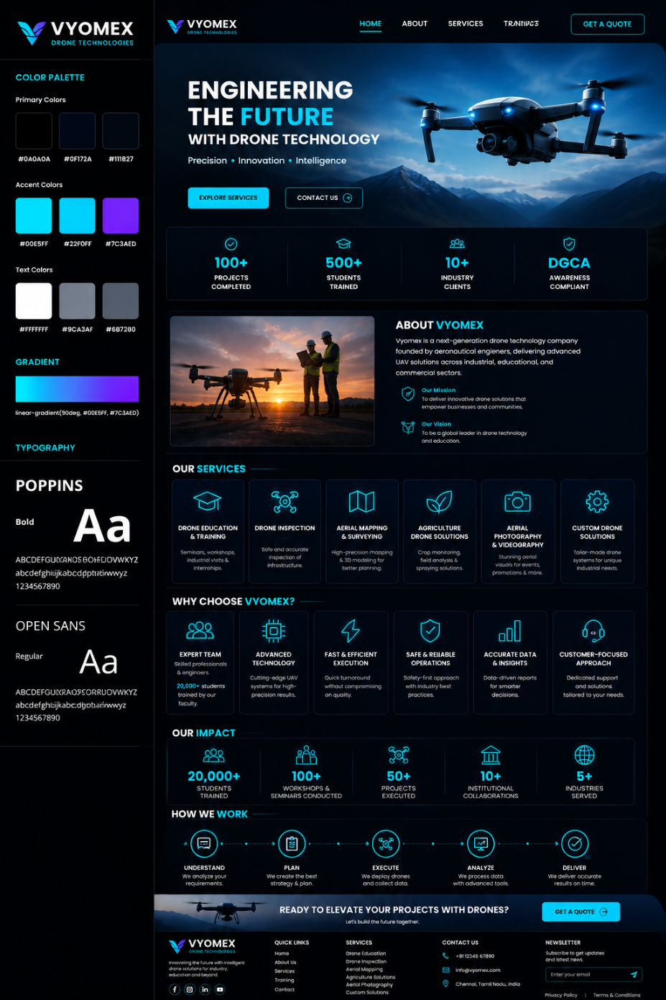 VYOMEX
DRONE TECHNOLOGIES
COLOR PALETTE
Primary Colors
#0A0A0A
#0F172A
#111827
Accent Colors
#00E5FF
#22F0FF
#7C3AED
Text Colors
#FFFFFFF
#9CA3AF
#6B7280
GRADIENT
linear-gradient(90deg, #00E5FF, #7C3AED)
TYPOGRAPHY
POPPINS
Bold
Aa
1234567890
OPEN SANS
Regular
Aa
1234567890
VYOMEX
DRONE TECHNOLOGIES
HOME
ABOUT
SERVICES
GET A QUOTE
ENGINEERING
THE FUTURE
WITH DRONE TECHNOLOGY
Precision • Innovation • Intelligence
EXPLORE SERVICES
CONTACT US
100+
PROJECTS
COMPLETED
500+
STUDENTS
TRAINED
10+
INDUSTRY
CLIENTS
DGCA
AWARENESS
COMPLIANT
ABOUT VYOMEX
Vyomex is a next-generation drone technology company
founded by aeronautical engieners, delivering advanced
UAV solutions across industrial, educational, and
commercial sectors.
Our Mission
To deliver innovative drone solutions that
empower businesses and communities.
Our Vision
To be a global leader in drone technology
and education.
OUR SERVICES
DRONE EDUCATION
& TRAINING
Seminars, workshops,
industrial visits &
internships.
DRONE INSPECTION
Safe and accurate
inspection of
infrastructure.
AERIAL MAPPING
& SURVEYING
High-precision mapping
& 3D modeling for
better planning.
AGRICULTURE
DRONE SOLUTIONS
Crop monitoring,
field analysis &
spraying solutions.
AERIAL
PHOTOGRAPHY
& VIDEOGRAPHY
Stunning aerial
visuals for events,
promotions & more.
CUSTOM DRONE
SOLUTIONS
Tailor-made drone
systems for unique
industrial needs.
WHY CHOOSE VYOMEX?
EXPERT TEAM
Skilled professionals
& engineers.
20,000+ students
trained by our
faculty.
ADVANCED
TECHNOLOGY
Cutting-edge UAV
systems for high-
precision results.
FAST & EFFICIENT
EXECUTION
Quick turnaround
without compromising
on quality.
SAFE & RELIABLE
OPERATIONS
Safety-first approach
with industry best
practices.
ACCURATE DATA
& INSIGHTS
Data-driven reports
for smarter
decisions.
CUSTOMER-FOCUSED
APPROACH
Dedicated support
and solutions
tailored to your needs.
OUR IMPACT
20,000+
STUDENTS
TRAINED
100+
WORKSHOPS &
SEMINARS CONDUCTED
50+
PROJECTS
EXECUTED
10+
INSTITUTIONAL
COLLABORATIONS
5+
INDUSTRIES
SERVED
HOW WE WORK
UNDERSTAND
We analyze your
requirements.
PLAN
We create the best
strategy & plan.
EXECUTE
We deploy drones
and collect data.
ANALYZE
We process data
with advanced tools.
DELIVER
We deliver accurate
results on time.
READY TO ELEVATE YOUR PROJECTS WITH DRONES?
Let's build the future together.
GET A QUOTE
VYOMEX
DRONE TECHNOLOGIES
Innovating the future with intelligent
drone solutions for industry,
education and beyond.
QUICK LINKS
Home
About Us
Services
Training
Contact
SERVICES
Drone Education
Drone Inspection
Aerial Mapping
Agriculture Solutions
Aerial Photography
Custom Solutions
CONTACT US
+91 12345 67890
info@vyomex.com
Chennai, Tamil Nadu, India
NEWSLETTER
Subscribe to get updates
and latest news.
Enter your email
Privacy Policy | Terms & Conditions